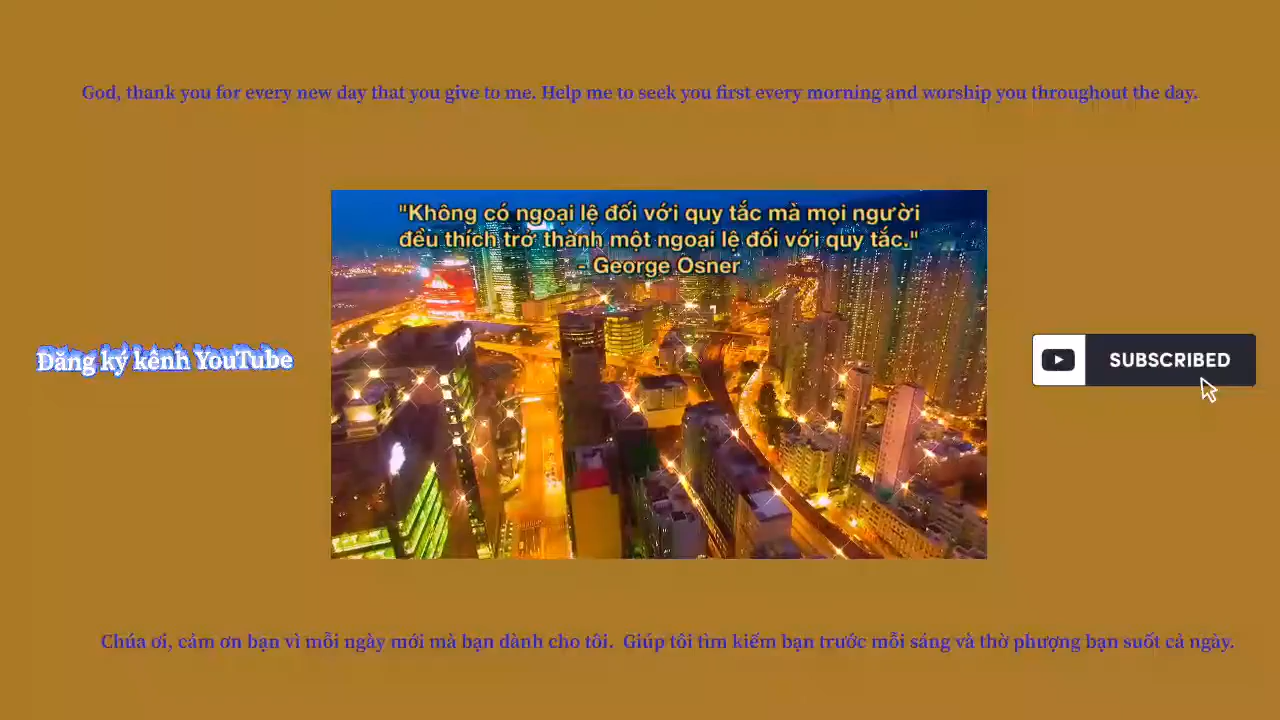 God, thank you for every new day that you give to me. Help me to seek you first every morning and worship you throughout the day.
"Không có ngoại lệ đối với quy tắc mà mọi người
đều thích trở thành một ngoại lệ đối với quy tắc."
- George Osner
Đăng ký kênh YouTube
SUBSCRIBED
Chúa ơi, cảm ơn bạn vì mỗi ngày mới mà bạn dành cho tôi.  Giúp tôi tìm kiếm bạn trước mỗi sáng và thờ phượng bạn suốt cả ngày.